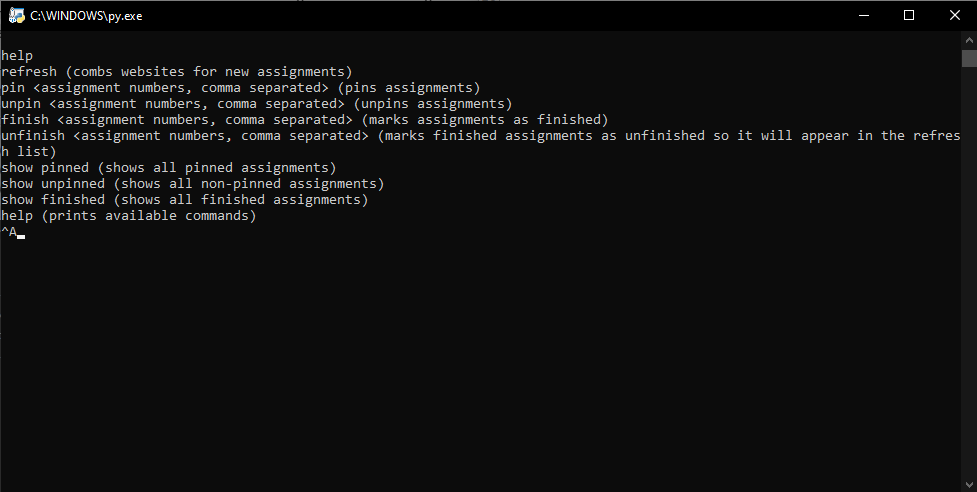 C:\WINDOWS\py.exe
help
refresh (combs websites for new assignments)
pin <assignment numbers, comma separated> (pins assignments)
unpin <assignment numbers, comma separated> (unpins assignments)
finish <assignment numbers, comma separated> (marks assignments as finished)
unfinish <assignment numbers, comma separated> (marks finished assignments as unfinished so it will appear in the refres
h list)
show pinned (shows all pinned assignments)
show unpinned (shows all non-pinned assignments)
show finished (shows all finished assignments)
help (prints available commands)
^A